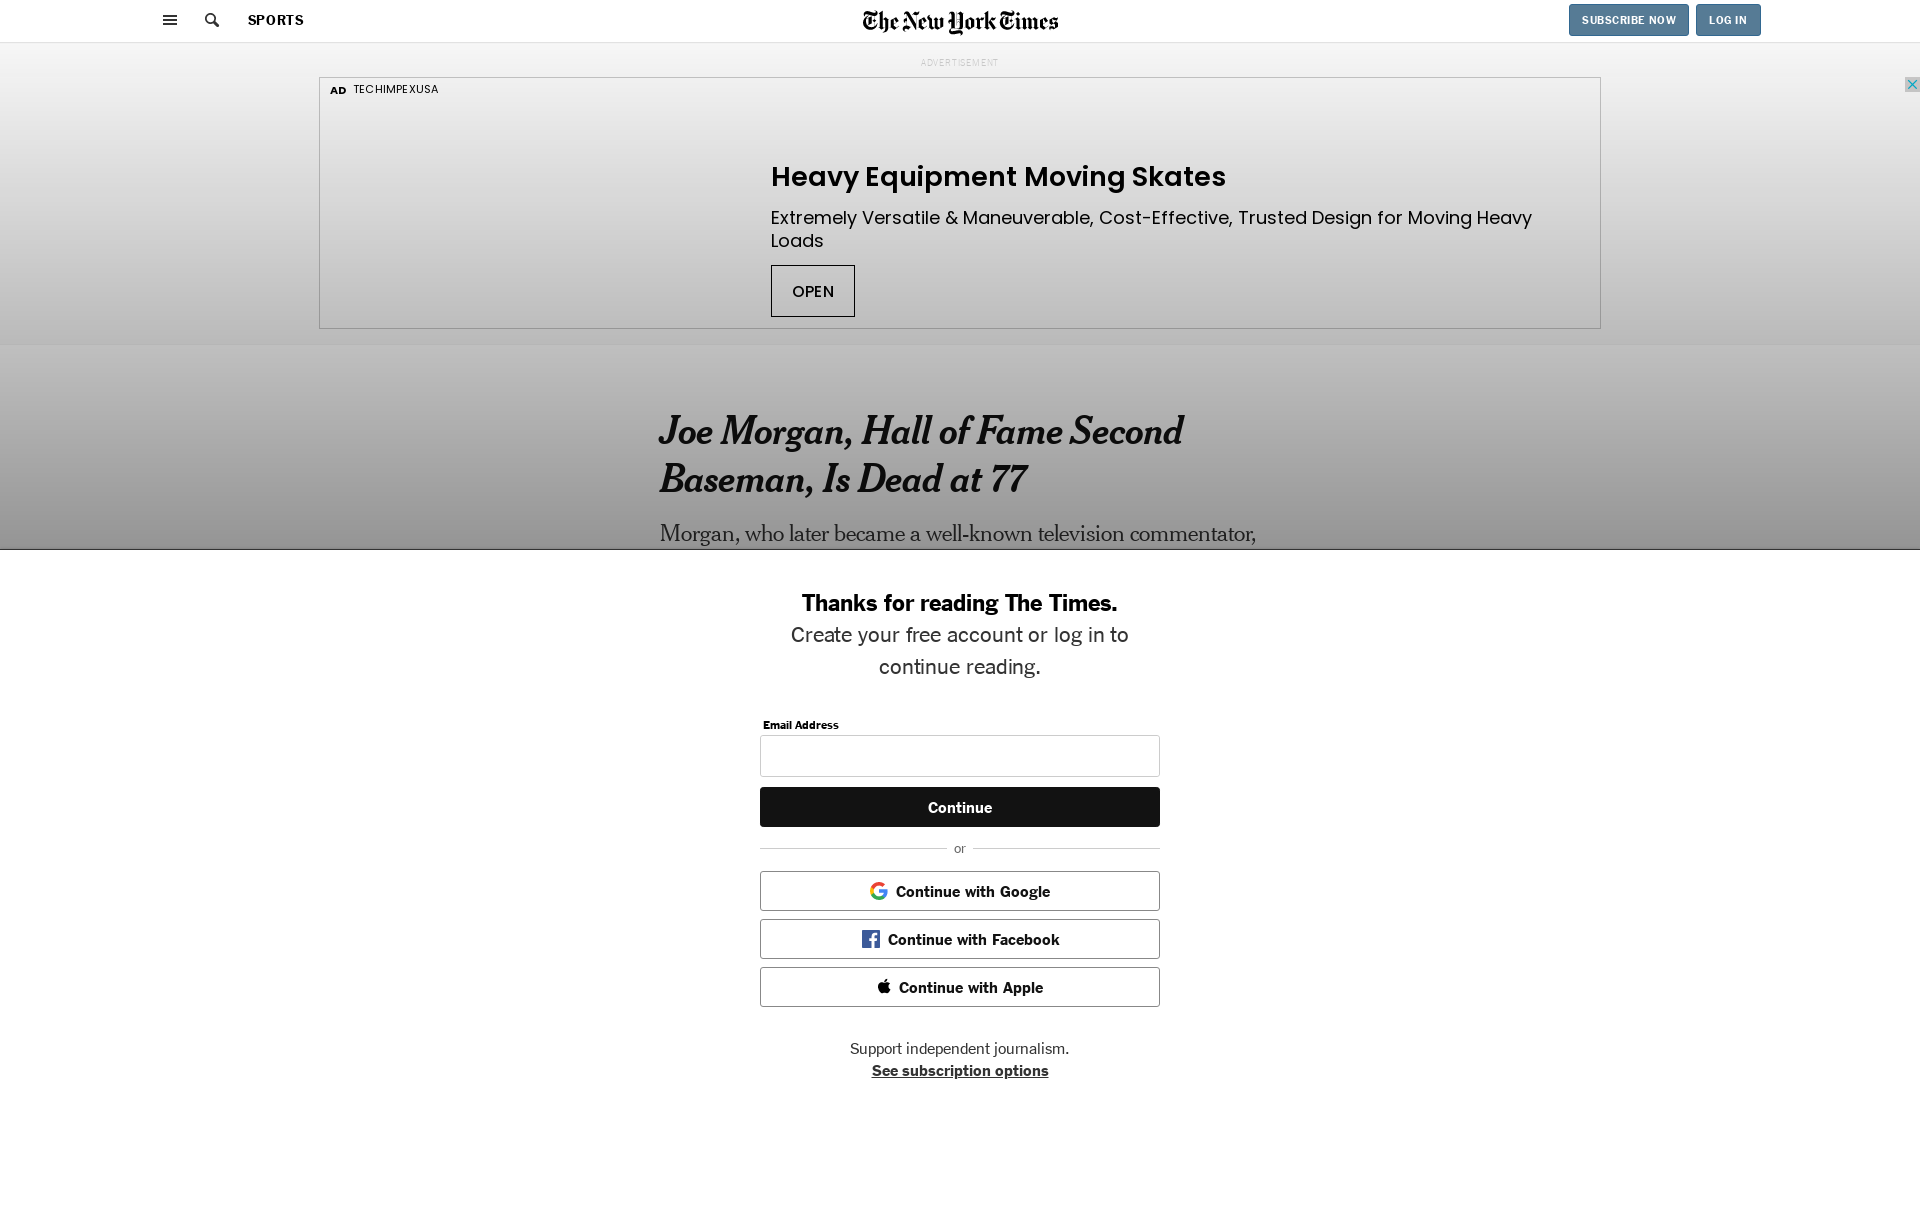 SPORTS
The New York Times
SUBSCRIBE NOW
LOG IN
ADVERTISEMENT
AD TECHIMPEXUSA
Heavy Equipment Moving Skates
Extremely Versatile & Maneuverable, Cost-Effective, Trusted Design for Moving Heavy
Loads
OPEN
Joe Morgan, Hall of Fame Second
Baseman, Is Dead at 77
Morgan, who later became a well-known television commentator,
Thanks for reading The Times.
Create your free account or log in to
continue reading.
Email Address
Continue
or
Continue with Google
Continue with Facebook
Continue with Apple
Support independent journalism.
See subscription options